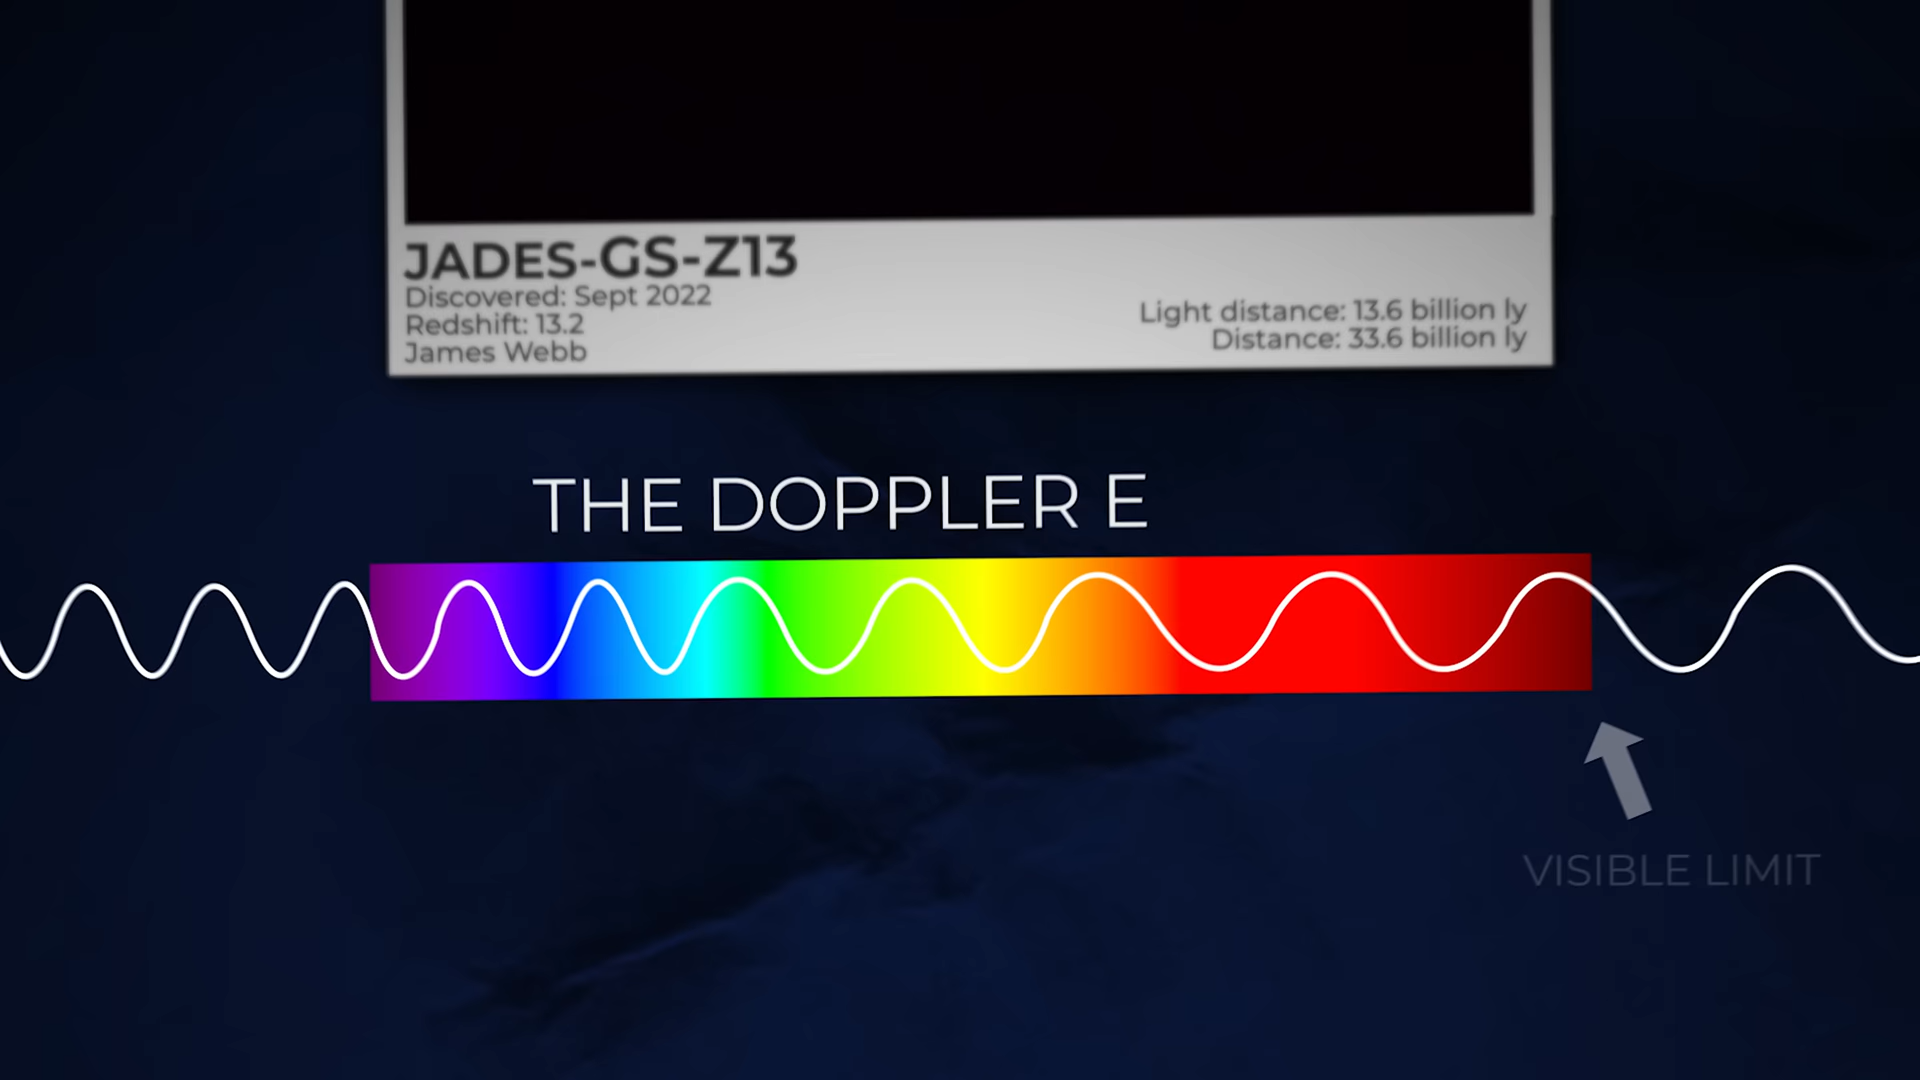 JADES-GS-Z13
Discovered: Sept 2022
Redshift: 13.2
James Webb
Light distance: 13.6 billion ly
Distance: 33.6 billion ly
THE DOPPLER E
VISIBLE LIMIT